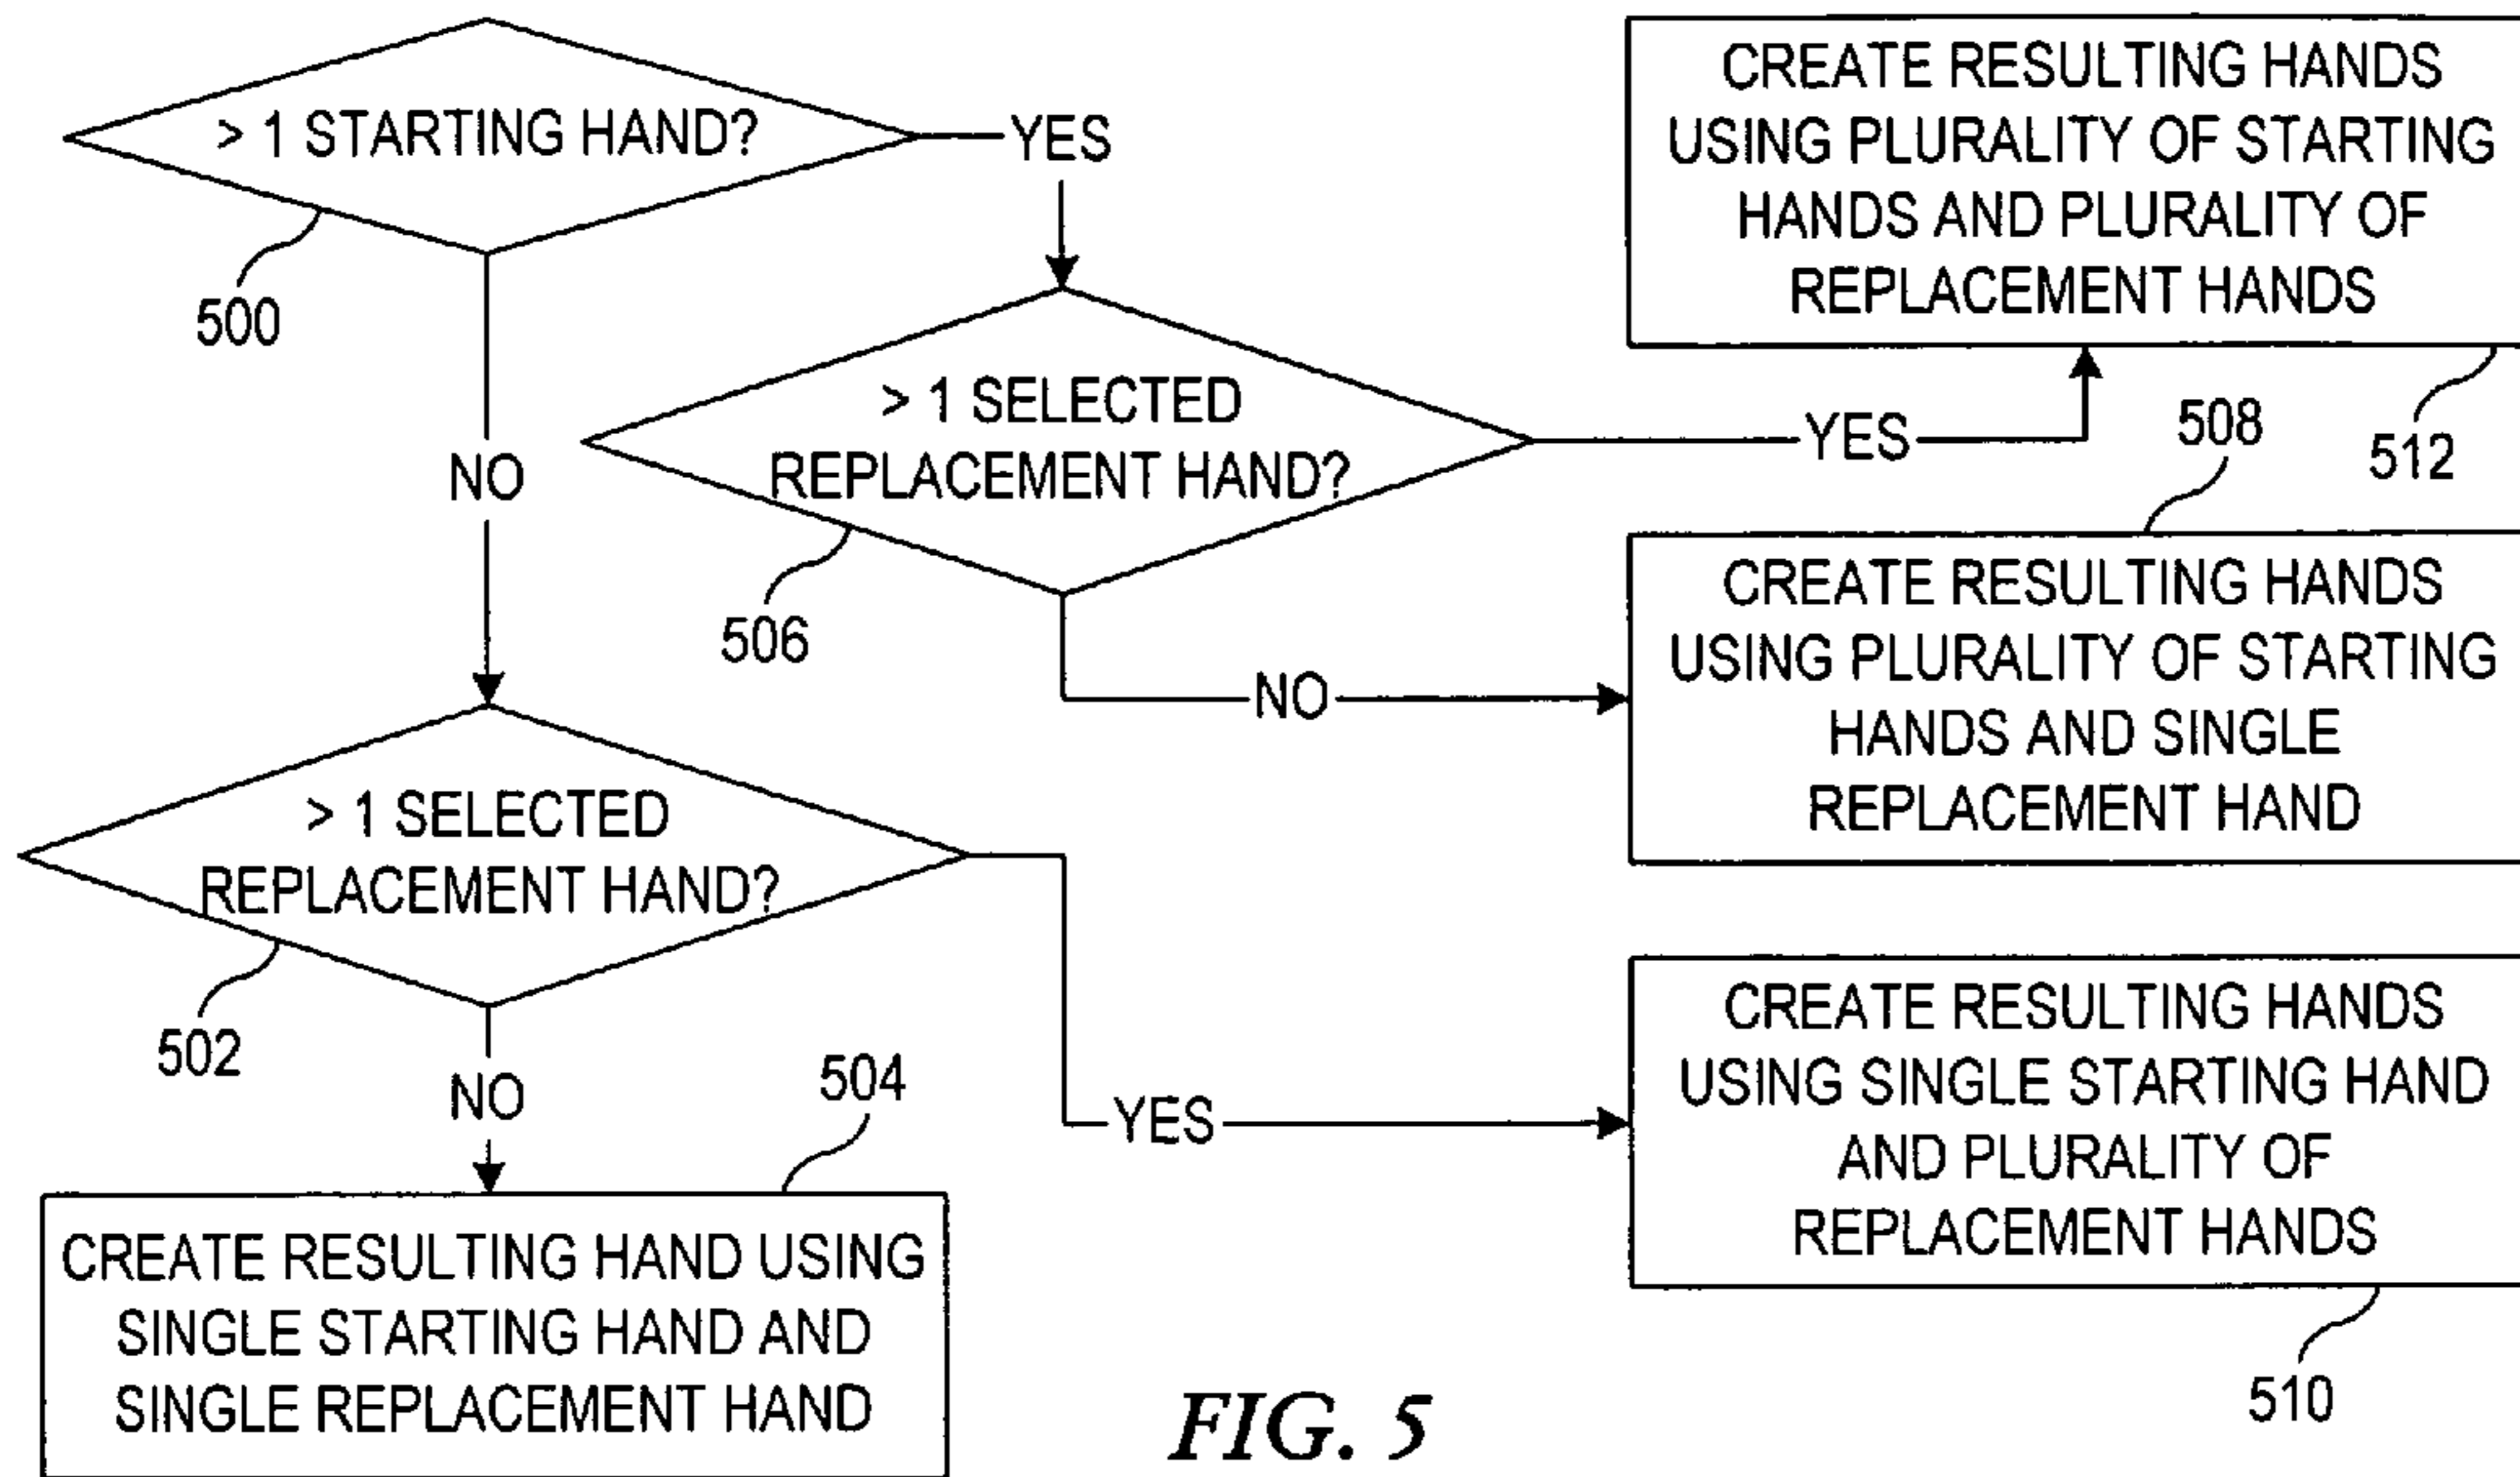 > 1 STARTING HAND?
YES
500
NO
> 1 SELECTED
REPLACEMENT HAND?
506
YES
NO
CREATE RESULTING HANDS
USING PLURALITY OF STARTING
HANDS AND PLURALITY OF
REPLACEMENT HANDS
512
508
CREATE RESULTING HANDS
USING PLURALITY OF STARTING
HANDS AND SINGLE
REPLACEMENT HAND
> 1 SELECTED
REPLACEMENT HAND?
502
NO
YES
504
CREATE RESULTING HAND USING
SINGLE STARTING HAND AND
SINGLE REPLACEMENT HAND
CREATE RESULTING HANDS
USING SINGLE STARTING HAND
AND PLURALITY OF
REPLACEMENT HANDS
510
FIG. 5